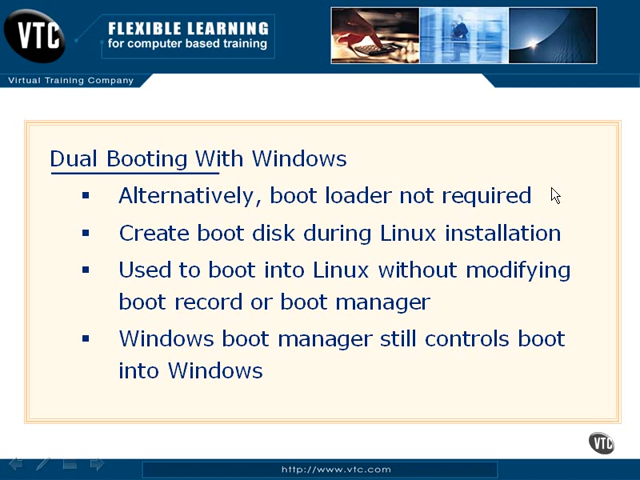 VTC
FLEXIBLE LEARNING
for computer based training
Virtual Training Company
Dual Booting With Windows
▪ Alternatively, boot loader not required
▪ Create boot disk during Linux installation
▪ Used to boot into Linux without modifying
boot record or boot manager
▪ Windows boot manager still controls boot
into Windows
VTC
http://www.vtc.com